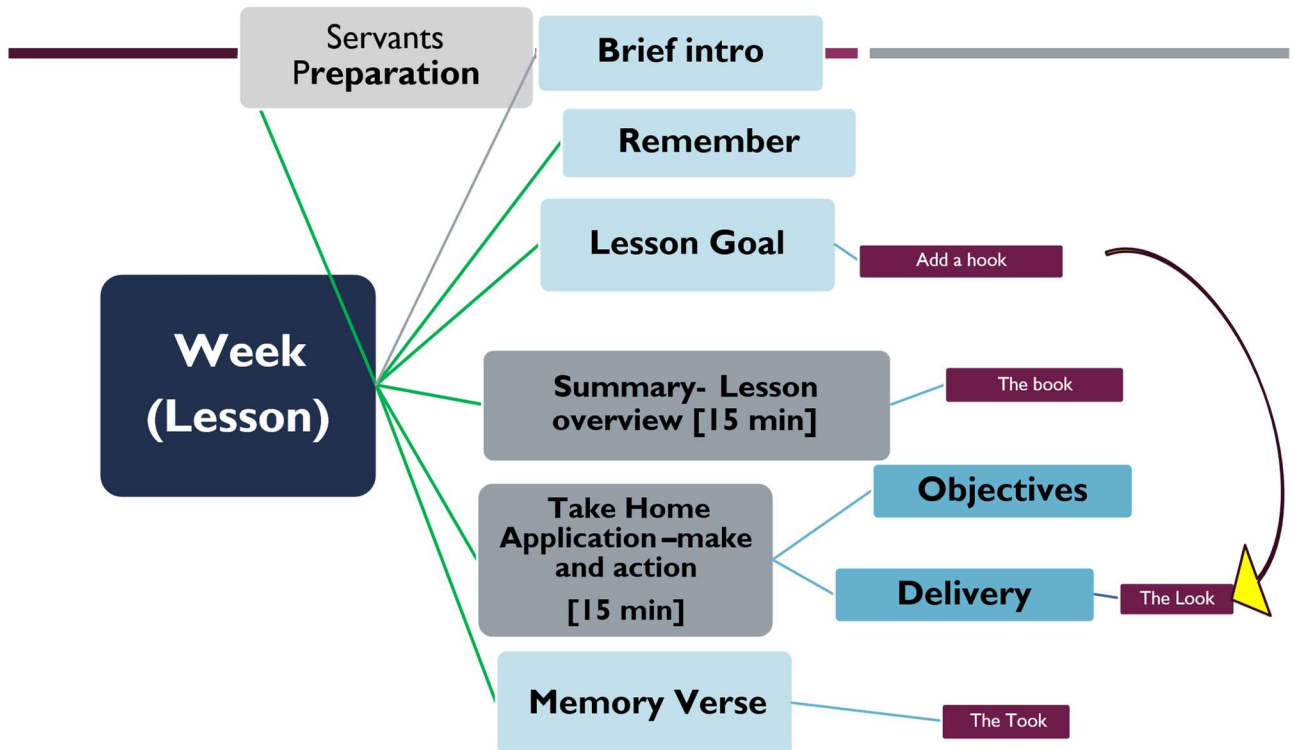 Servants
Preparation
Brief intro
Remember
Lesson Goal
Add a hook
Week
(Lesson)
Summary- Lesson
overview [15 min]
The book
Take Home
Application –make
and action
[15 min]
Objectives
Delivery
The Look
Memory Verse
The Took